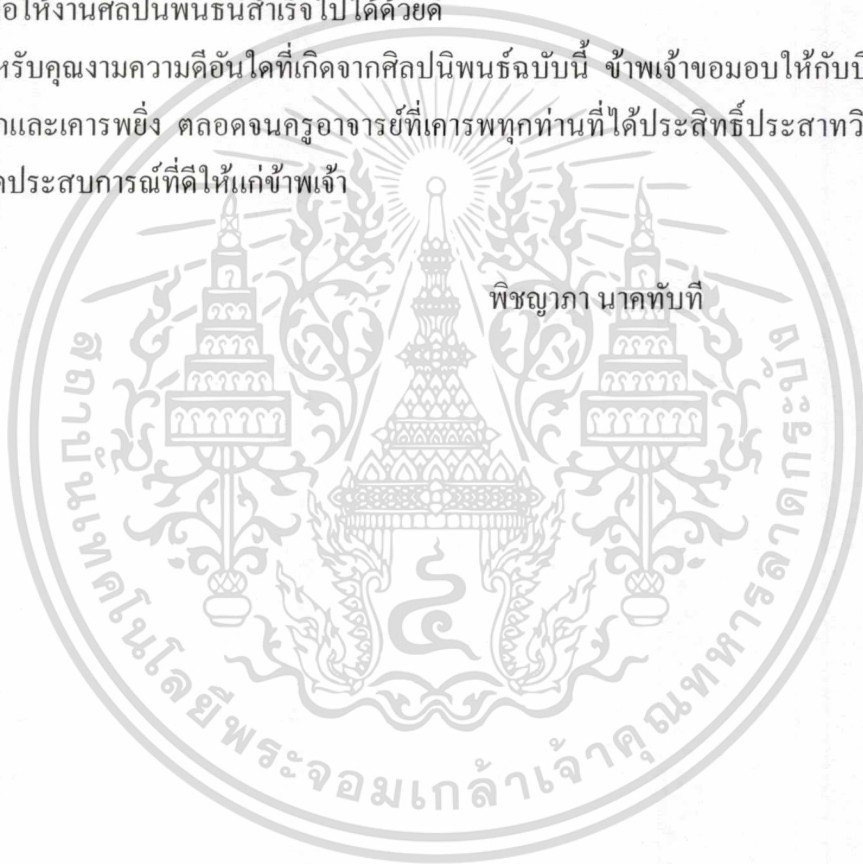 ให้งานศิลปนิพนธ์นี้สำเร็จไปได้ด้วยดี
หรับคุณงามความดีอันใดที่เกิดจากศิลปนิพนธ์ฉบับนี้ ข้าพเจ้าขอมอบให้กับ
และเคารพยิ่ง ตลอดจนครูอาจารย์ที่เคารพทุกท่านที่ได้ประสิทธิ์ประสาทวิ
ประสบการณ์ที่ดีให้แก่ข้าพเจ้า
พิชญาภา นาคทับที
สถาบันเทคโนโลยีพระจอมเกล้าเจ้าคุณทหารลาดกระบัง
๔